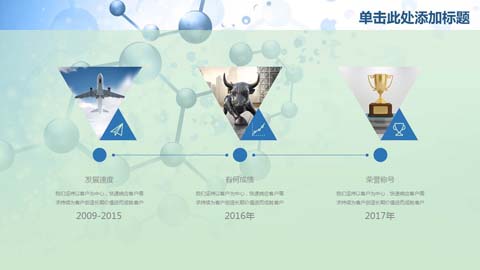 单击此处添加标题
发展速度
我们坚持以客户为中心,快速响应客户需
求持续为客户创造长期价值进而成就客户
2009-2015
有何成绩
我们坚持以客户为中心,快速响应客户需
求持续为客户创造长期价值进而成就客户
2016年
荣誉称号
我们坚持以客户为中心,快速响应客户需
求持续为客户创造长期价值进而成就客户
2017年